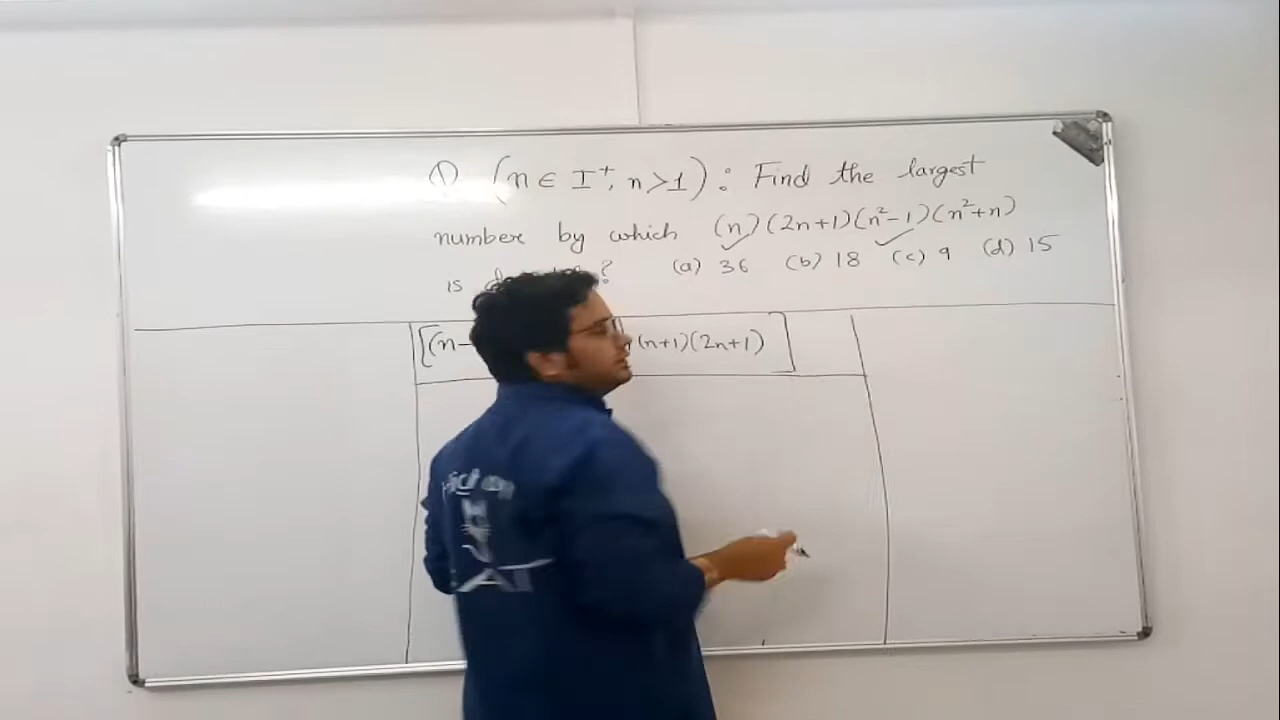 Q (n ∈ I⁺, n>1) : Find the largest
number by which (n)(2n+1)(n²-1)(n²+n)
is ? (a) 36 (b) 18 (c) 9 (d) 15
[(n- (n+1)(2n+1)]